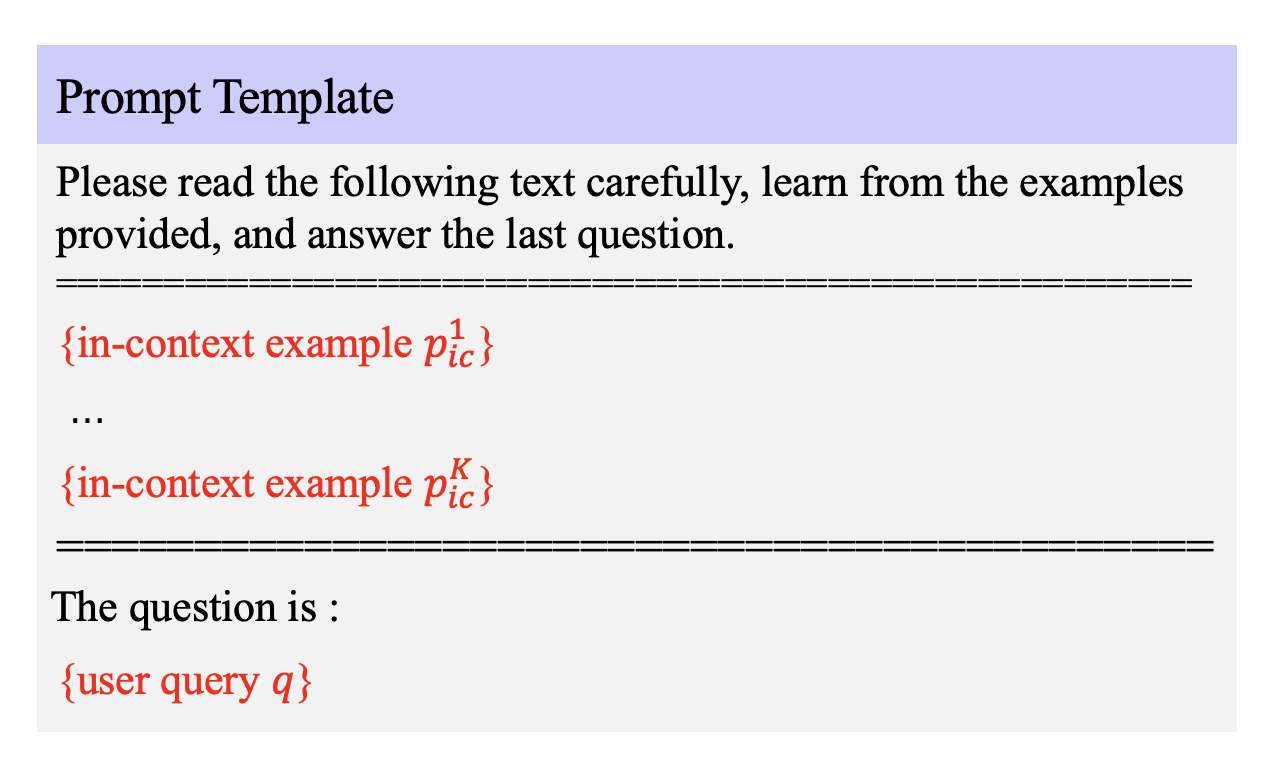 Prompt Template
Please read the following text carefully, learn from the examples
provided, and answer the last question.
=====================================================
{in-context example $p_{ic}^{1}$}
...
{in-context example $p_{ic}^{K}$}
==========================================
The question is :
{user query $q$}